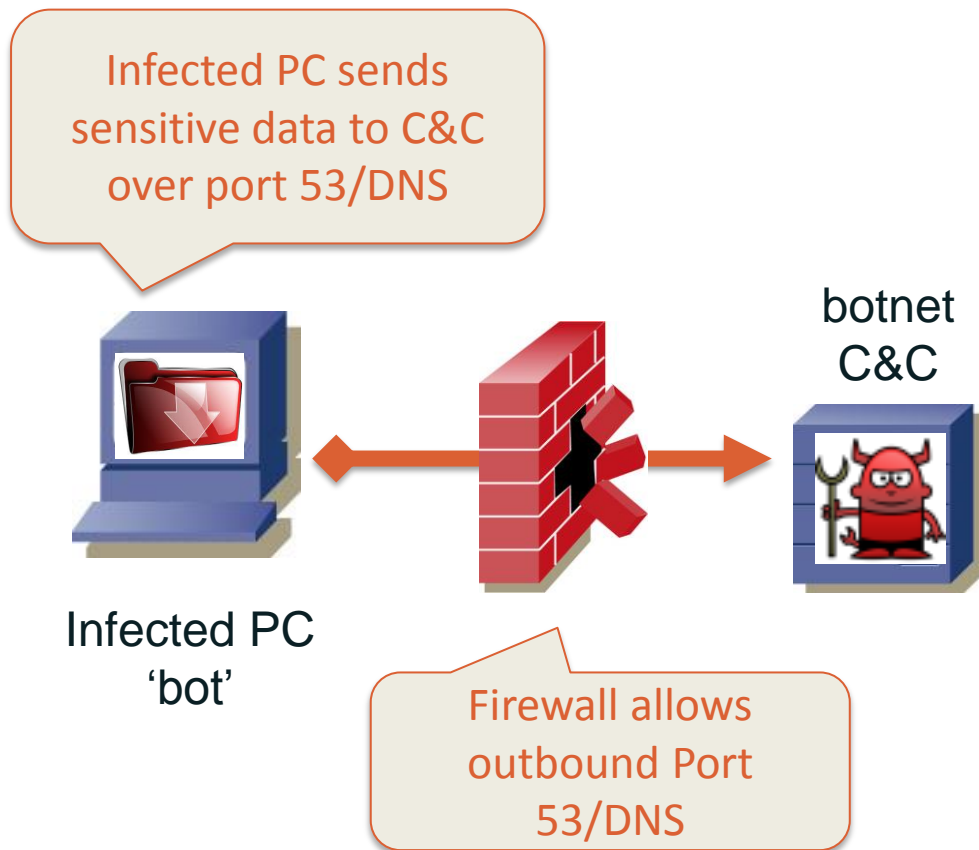 Infected PC sends
sensitive data to C&C
over port 53/DNS
botnet
C&C
Infected PC
‘bot’
Firewall allows
outbound Port
53/DNS